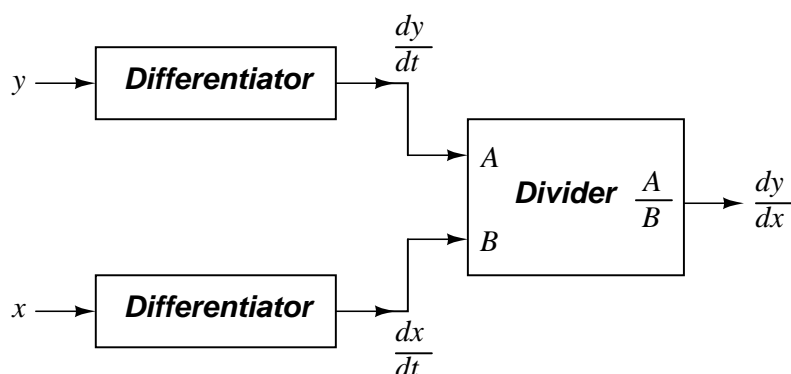 dy
dt
y
Differentiator
A
Divider
A
B
dy
dx
B
x
Differentiator
dx
dt